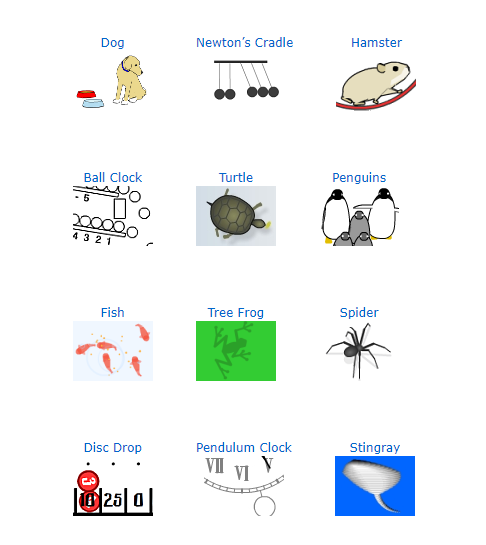 Dog
Newton's Cradle
Hamster
Ball Clock
Turtle
Penguins
- 5
4 3 2 1
Fish
Tree Frog
Spider
Disc Drop
Pendulum Clock
Stingray
10 25 0
VII VI V